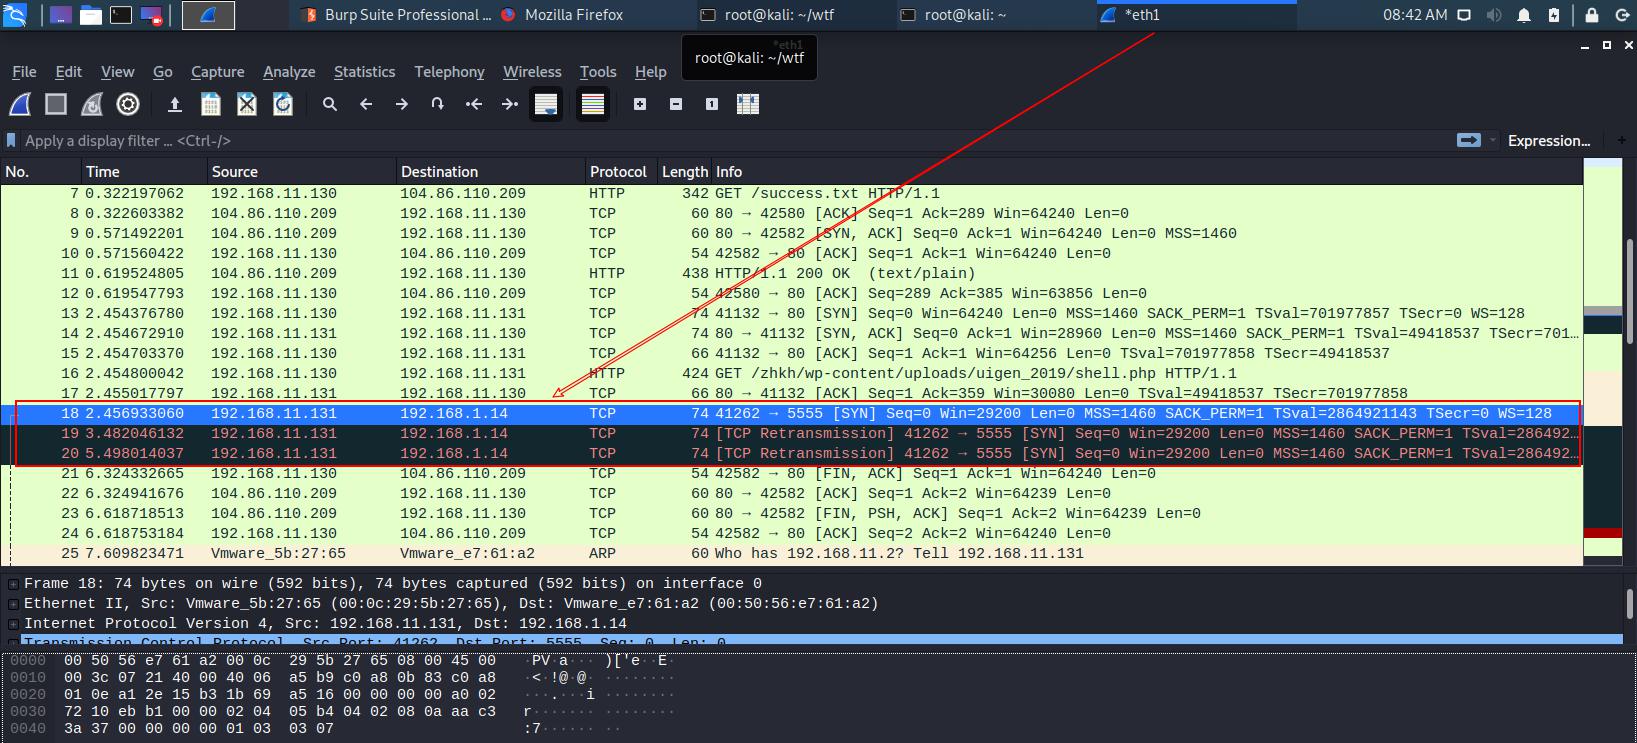 Burp Suite Professional ... Mozilla Firefox root@kali: ~/wtf root@kali: ~ *eth1 08:42 AM
*eth1
root@kali: ~/wtf
File Edit View Go Capture Analyze Statistics Telephony Wireless Tools Help
Apply a display filter ... <Ctrl-/> Expression... +
No. Time Source Destination Protocol Length Info
7 0.322197062 192.168.11.130 104.86.110.209 HTTP 342 GET /success.txt HTTP/1.1
8 0.322603382 104.86.110.209 192.168.11.130 TCP 60 80 → 42580 [ACK] Seq=1 Ack=289 Win=64240 Len=0
9 0.571492201 104.86.110.209 192.168.11.130 TCP 60 80 → 42582 [SYN, ACK] Seq=0 Ack=1 Win=64240 Len=0 MSS=1460
10 0.571560422 192.168.11.130 104.86.110.209 TCP 54 42582 → 80 [ACK] Seq=1 Ack=1 Win=64240 Len=0
11 0.619524805 104.86.110.209 192.168.11.130 HTTP 438 HTTP/1.1 200 OK (text/plain)
12 0.619547793 192.168.11.130 104.86.110.209 TCP 54 42580 → 80 [ACK] Seq=289 Ack=385 Win=63856 Len=0
13 2.454376780 192.168.11.130 192.168.11.131 TCP 74 41132 → 80 [SYN] Seq=0 Win=64240 Len=0 MSS=1460 SACK_PERM=1 TSval=701977857 TSecr=0 WS=128
14 2.454672910 192.168.11.131 192.168.11.130 TCP 74 80 → 41132 [SYN, ACK] Seq=0 Ack=1 Win=28960 Len=0 MSS=1460 SACK_PERM=1 TSval=49418537 TSecr=701...
15 2.454703370 192.168.11.130 192.168.11.131 TCP 66 41132 → 80 [ACK] Seq=1 Ack=1 Win=64256 Len=0 TSval=701977858 TSecr=49418537
16 2.454800042 192.168.11.130 192.168.11.131 HTTP 424 GET /zhkh/wp-content/uploads/uigen_2019/shell.php HTTP/1.1
17 2.455017797 192.168.11.131 192.168.11.130 TCP 66 80 → 41132 [ACK] Seq=1 Ack=359 Win=30080 Len=0 TSval=49418537 TSecr=701977858
18 2.456933060 192.168.11.131 192.168.1.14 TCP 74 41262 → 5555 [SYN] Seq=0 Win=29200 Len=0 MSS=1460 SACK_PERM=1 TSval=2864921143 TSecr=0 WS=128
19 3.482046132 192.168.11.131 192.168.1.14 TCP 74 [TCP Retransmission] 41262 → 5555 [SYN] Seq=0 Win=29200 Len=0 MSS=1460 SACK_PERM=1 TSval=286492...
20 5.498014037 192.168.11.131 192.168.1.14 TCP 74 [TCP Retransmission] 41262 → 5555 [SYN] Seq=0 Win=29200 Len=0 MSS=1460 SACK_PERM=1 TSval=286492...
21 6.324332665 192.168.11.130 104.86.110.209 TCP 54 42582 → 80 [FIN, ACK] Seq=1 Ack=1 Win=64240 Len=0
22 6.324941676 104.86.110.209 192.168.11.130 TCP 60 80 → 42582 [ACK] Seq=1 Ack=2 Win=64239 Len=0
23 6.618718513 104.86.110.209 192.168.11.130 TCP 60 80 → 42582 [FIN, PSH, ACK] Seq=1 Ack=2 Win=64239 Len=0
24 6.618753184 192.168.11.130 104.86.110.209 TCP 54 42582 → 80 [ACK] Seq=2 Ack=2 Win=64240 Len=0
25 7.609823471 Vmware_5b:27:65 Vmware_e7:61:a2 ARP 60 Who has 192.168.11.2? Tell 192.168.11.131
Frame 18: 74 bytes on wire (592 bits), 74 bytes captured (592 bits) on interface 0
Ethernet II, Src: Vmware_5b:27:65 (00:0c:29:5b:27:65), Dst: Vmware_e7:61:a2 (00:50:56:e7:61:a2)
Internet Protocol Version 4, Src: 192.168.11.131, Dst: 192.168.1.14
Transmission Control Protocol, Src Port: 41262, Dst Port: 5555, Seq: 0, Len: 0
0000 00 50 56 e7 61 a2 00 0c 29 5b 27 65 08 00 45 00 ·PV·a··· )['e··E·
0010 00 3c 07 21 40 00 40 06 a5 b9 c0 a8 0b 83 c0 a8 ·<·!@·@· ········
0020 01 0e a1 2e 15 b3 1b 69 a5 16 00 00 00 00 a0 02 ···.···i ········
0030 72 10 eb b1 00 00 02 04 05 b4 04 02 08 0a aa c3 r······· ········
0040 3a 37 00 00 00 00 01 03 03 07 :7······ ··